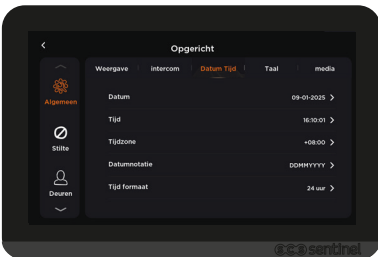 Opgericht
Weergave intercom Datum Tijd Taal media
Algemeen
Stilte
Deuren
Datum 09-01-2025
Tijd 16:10:01
Tijdzone +08:00
Datumnotatie DDMMYYYY
Tijd formaat 24 uur
eca sentinel